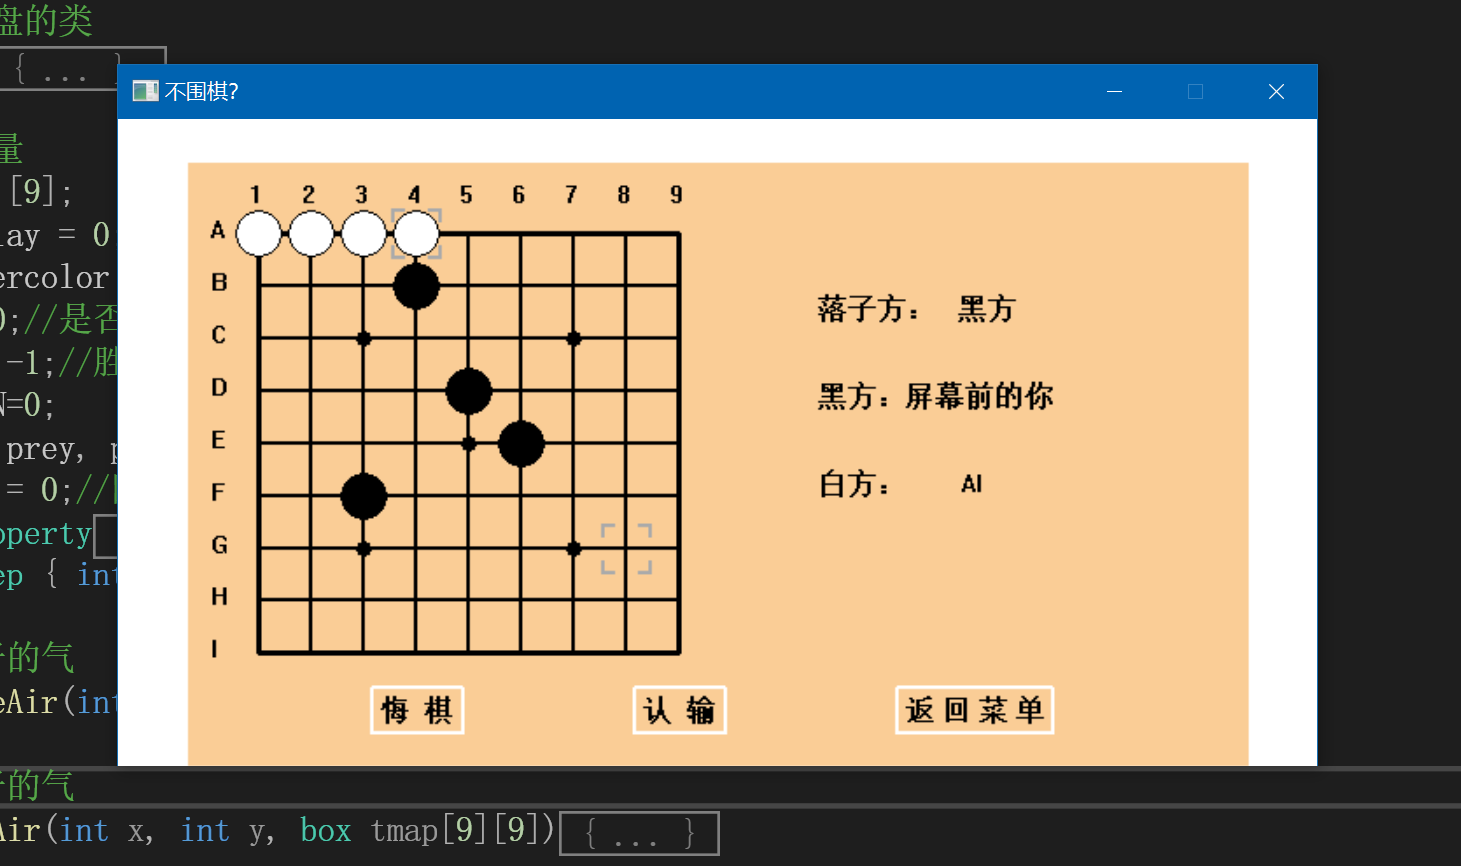 盘的类
{ ... }
不围棋?
量
[9];
lay = 0
ercolor
0;//是否
-1;//胜
N=0;
prey, p
= 0;//
operty
ep { int
的气
eAir(int
1 2 3 4 5 6 7 8 9
A
B
C
D
E
F
G
H
I
落子方： 黑方
黑方：屏幕前的你
白方： AI
悔 棋 认 输 返 回 菜 单
的气
Air(int x, int y, box tmap[9][9]){ ... }